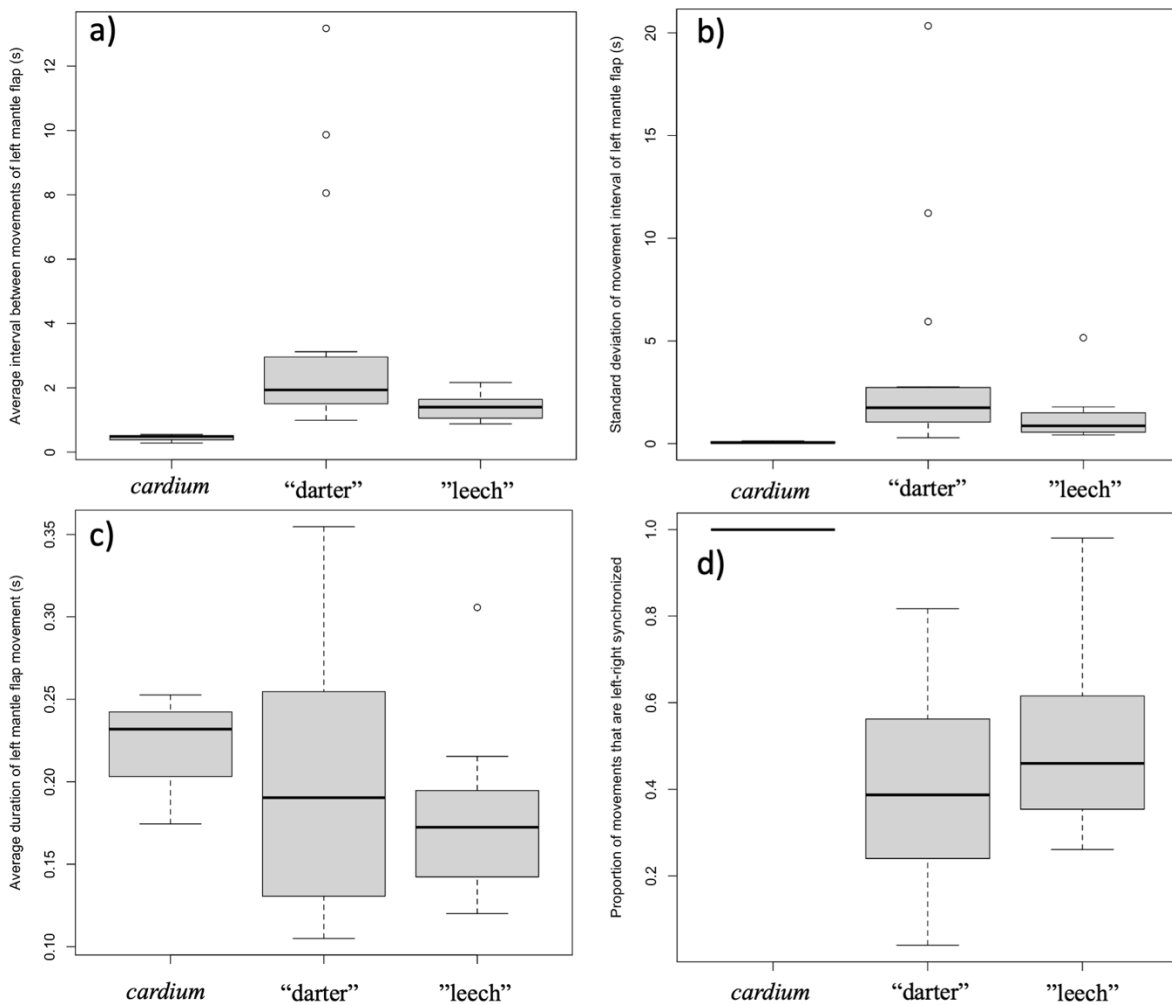 a)
Average interval between movements of left mantle flap (s)
12
10
8
6
4
2
0
cardium
“darter”
”leech”
b)
Standard deviation of movement interval of left mantle flap (s)
20
15
10
5
0
cardium
“darter”
”leech”
c)
Average duration of left mantle flap movement (s)
0.35
0.30
0.25
0.20
0.15
0.10
cardium
“darter”
”leech”
d)
Proportion of movements that are left-right synchronized
1.0
0.8
0.6
0.4
0.2
cardium
“darter”
”leech”